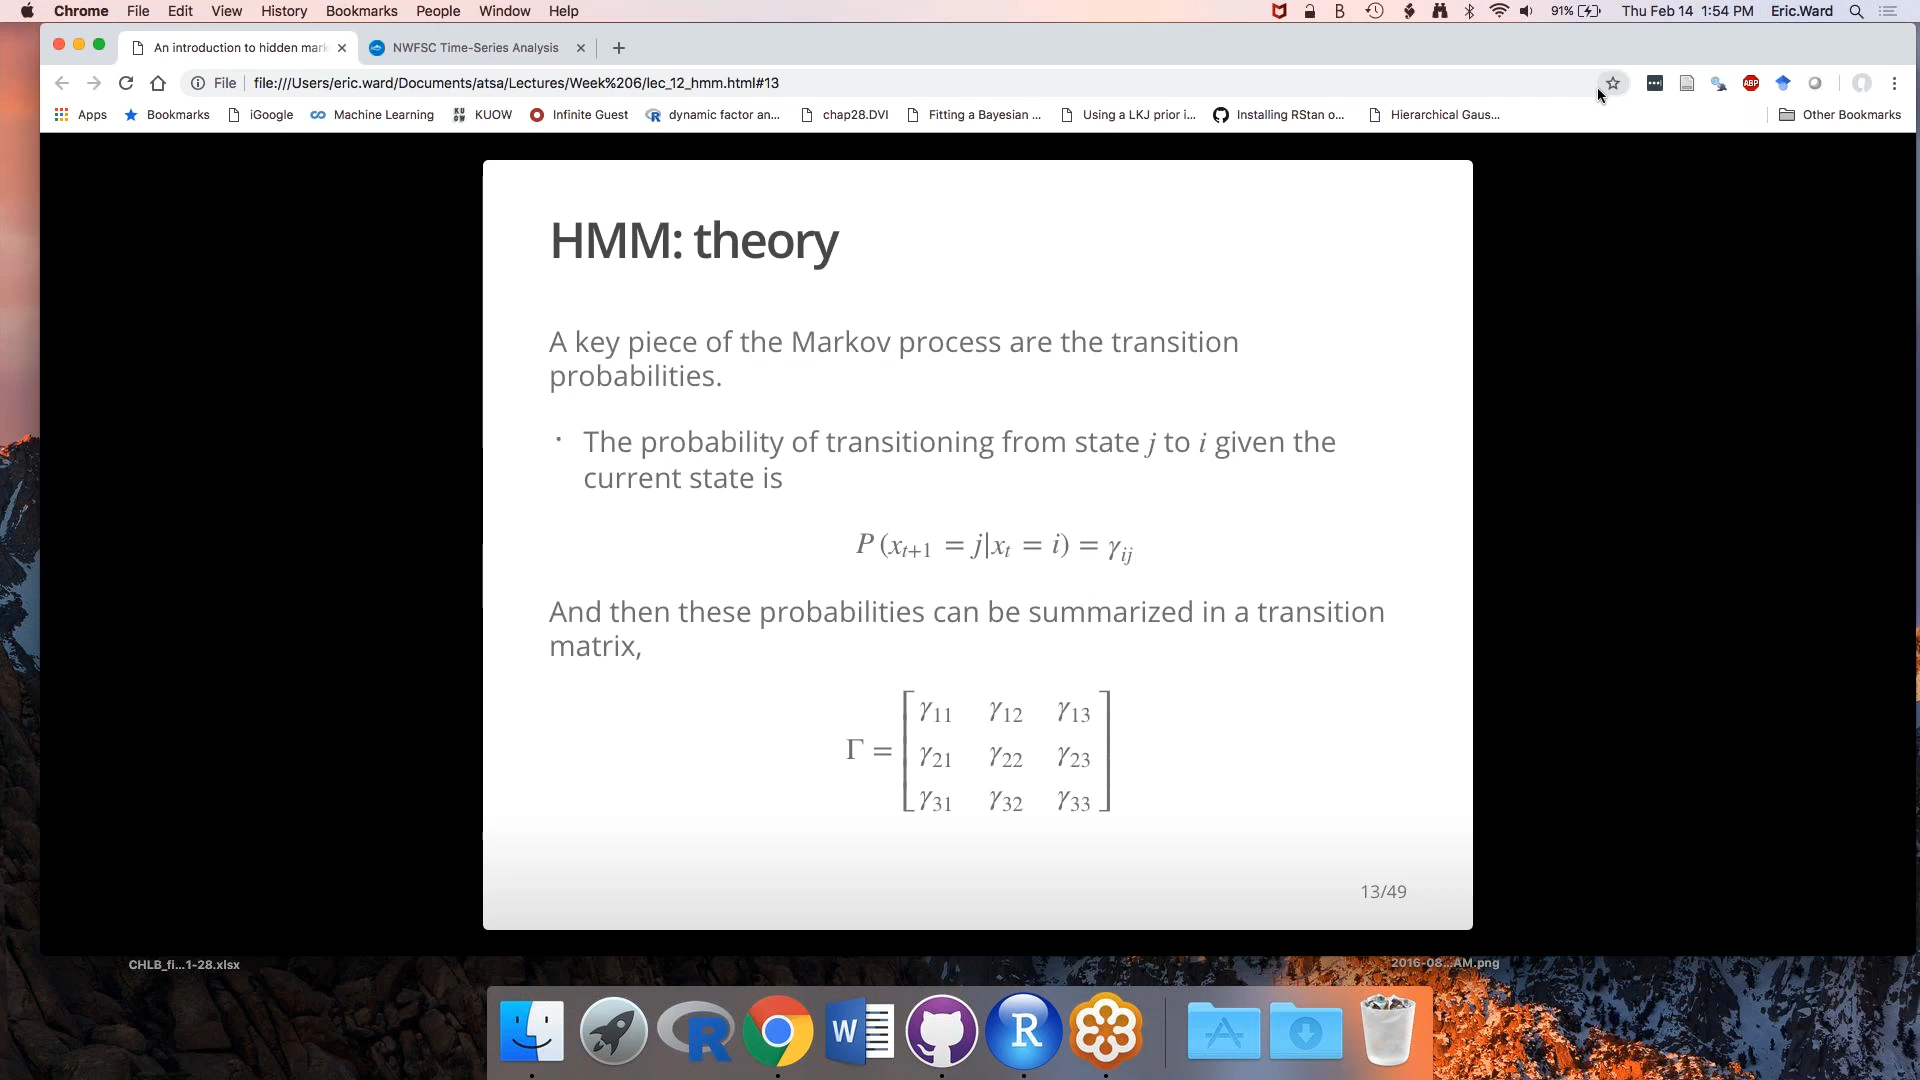 Chrome File Edit View History Bookmarks People Window Help 91% Thu Feb 14 1:54 PM Eric.Ward
An introduction to hidden mar NWFSC Time-Series Analysis
File file:///Users/eric.ward/Documents/atsa/Lectures/Week%206/lec_12_hmm.html#13 ABP
Apps Bookmarks iGoogle Machine Learning KUOW Infinite Guest dynamic factor an... chap28.DVI Fitting a Bayesian ... Using a LKJ prior i... Installing RStan o... Hierarchical Gaus... Other Bookmarks
HMM: theory
A key piece of the Markov process are the transition
probabilities.
· The probability of transitioning from state j to i given the
current state is
P(x_{t+1} = j|x_t = i) = γ_{ij}
And then these probabilities can be summarized in a transition
matrix,
γ11 γ12 γ13
Γ = γ21 γ22 γ23
γ31 γ32 γ33
13/49
CHLB_fi...1-28.xlsx 2016-08...AM.png